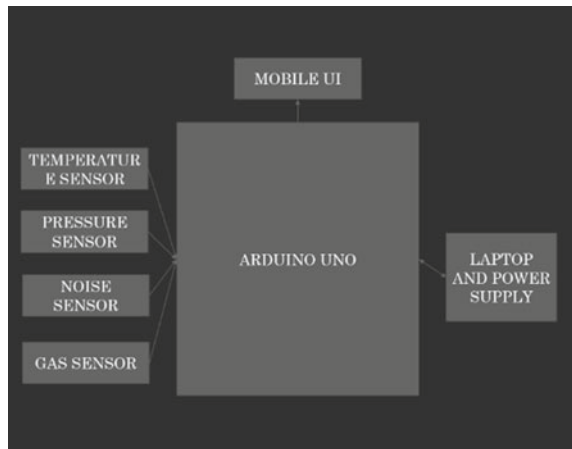 MOBILE UI
TEMPERATUR
E SENSOR
PRESSURE
SENSOR
NOISE
SENSOR
GAS SENSOR
ARDUINO UNO
LAPTOP
AND POWER
SUPPLY